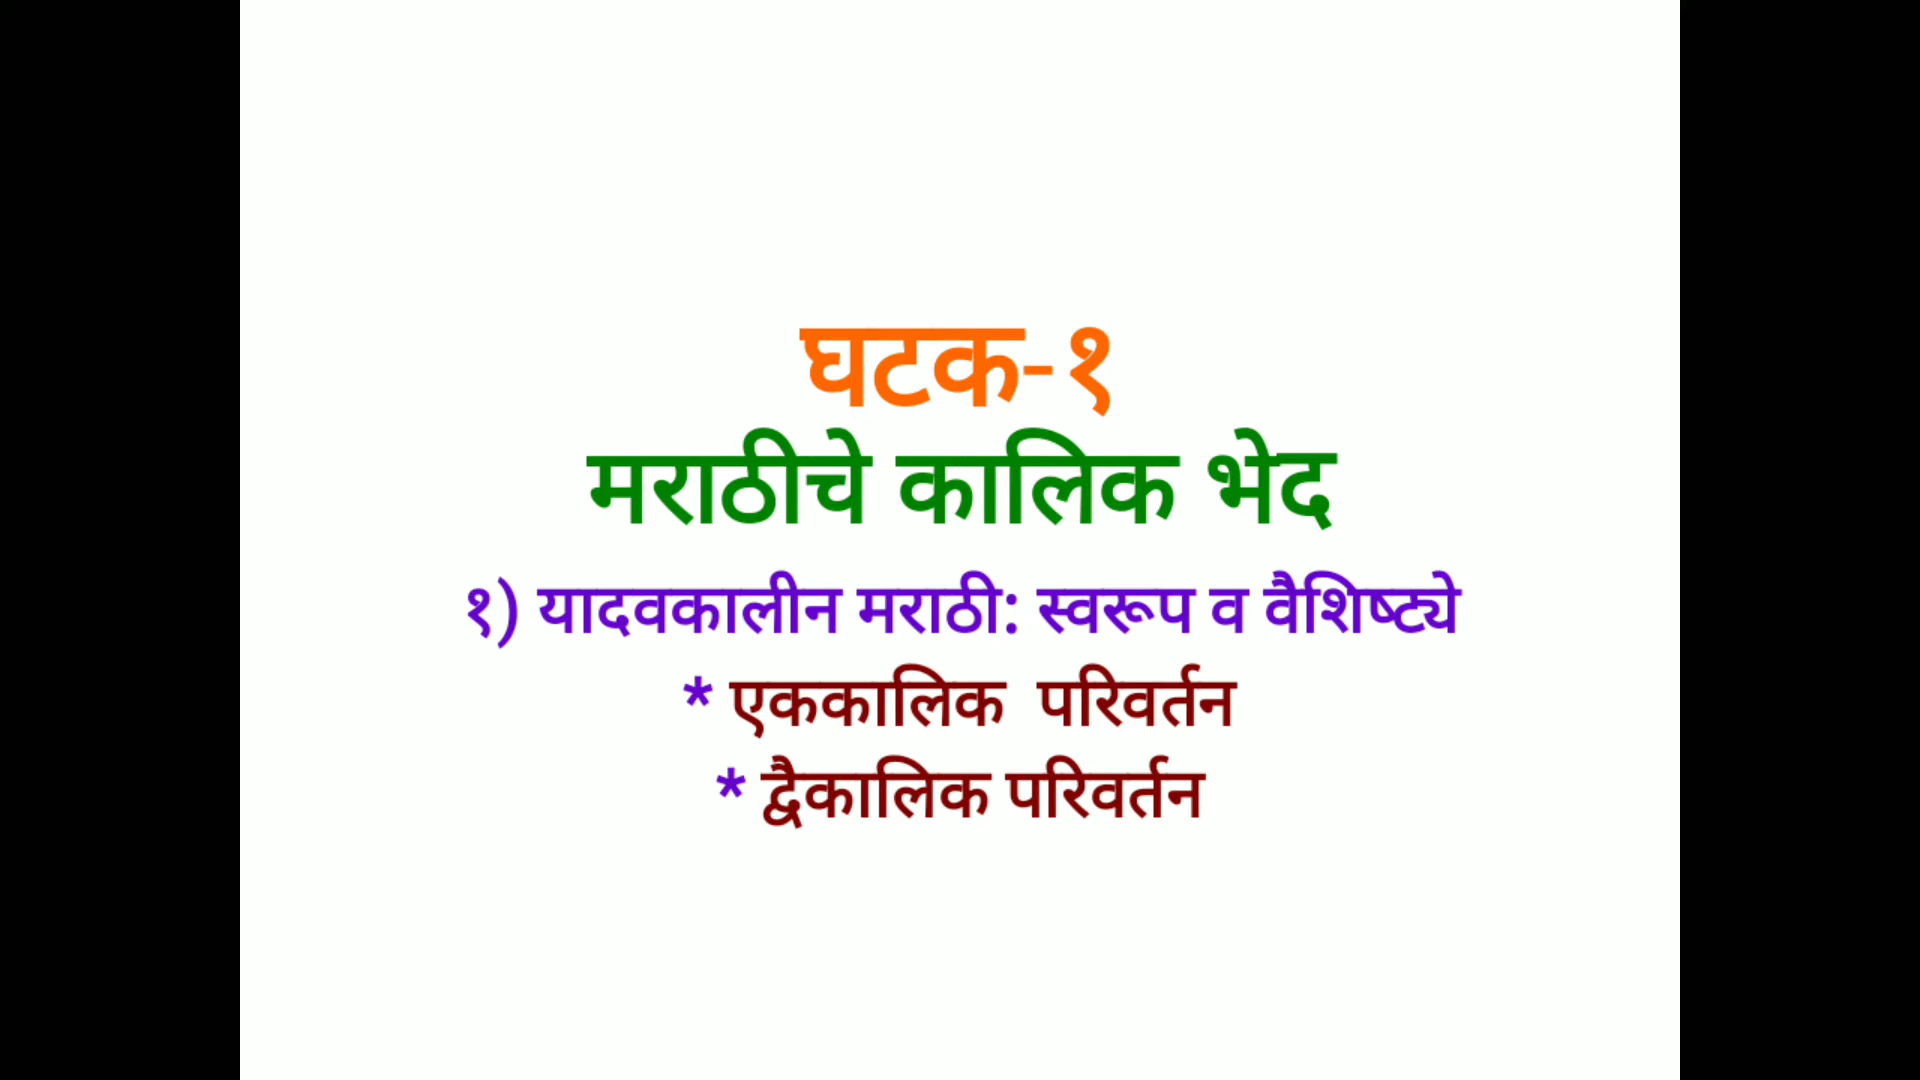 घटक-१
मराठीचे कालिक भेद
१) यादवकालीन मराठी: स्वरूप व वैशिष्ट्ये
* एककालिक परिवर्तन
* द्वैकालिक परिवर्तन